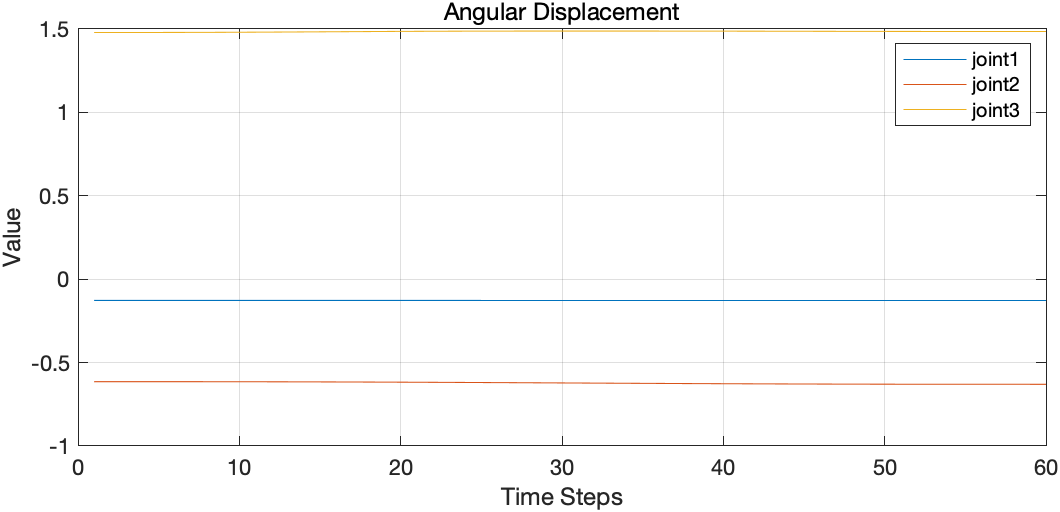 Angular Displacement
1.5
1
0.5
0
-0.5
-1
Value
joint1
joint2
joint3
0 10 20 30 40 50 60
Time Steps